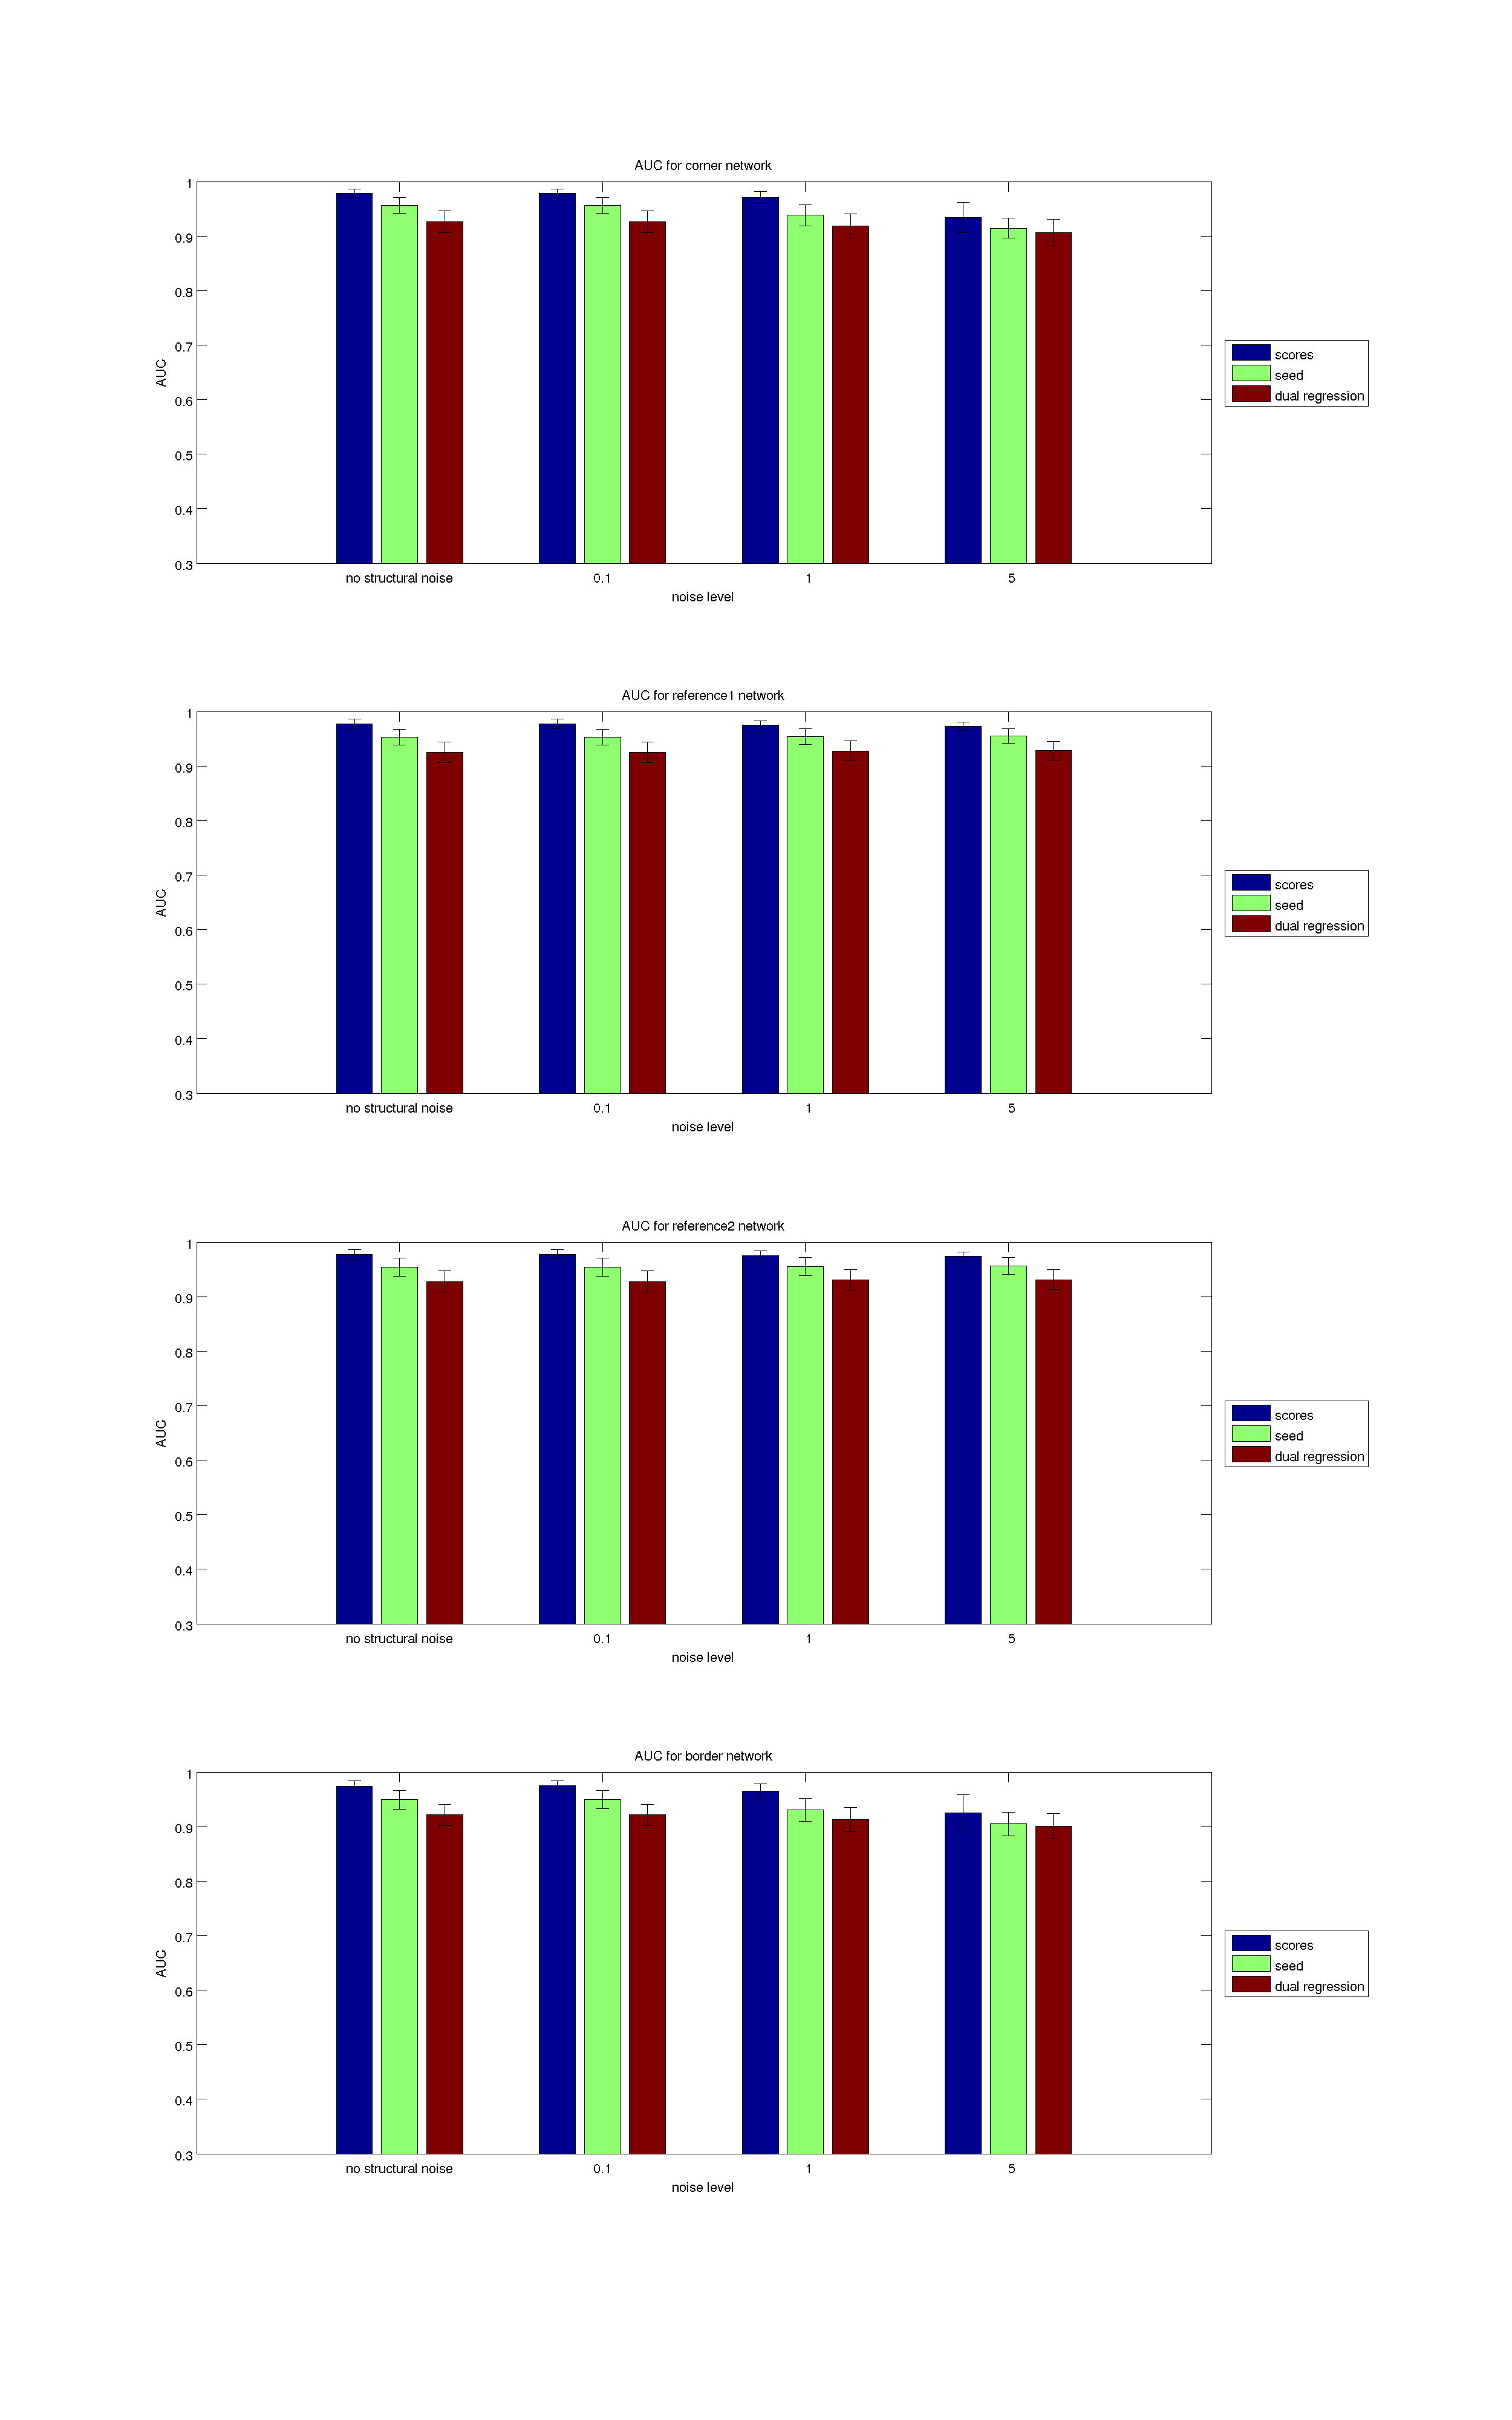 AUC for corner network
1
0.9
0.8
0.7
0.6
0.5
0.4
0.3
AUC
no structural noise 0.1 1 5
noise level
scores
seed
dual regression
AUC for reference1 network
1
0.9
0.8
0.7
0.6
0.5
0.4
0.3
AUC
no structural noise 0.1 1 5
noise level
scores
seed
dual regression
AUC for reference2 network
1
0.9
0.8
0.7
0.6
0.5
0.4
0.3
AUC
no structural noise 0.1 1 5
noise level
scores
seed
dual regression
AUC for border network
1
0.9
0.8
0.7
0.6
0.5
0.4
0.3
AUC
no structural noise 0.1 1 5
noise level
scores
seed
dual regression